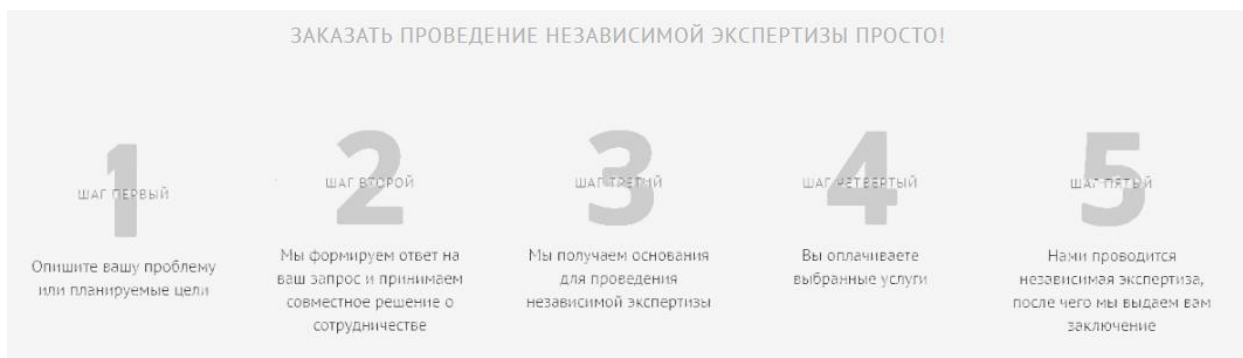 ЗАКАЗАТЬ ПРОВЕДЕНИЕ НЕЗАВИСИМОЙ ЭКСПЕРТИЗЫ ПРОСТО!
1
ШАГ ПЕРВЫЙ
Опишите вашу проблему
или планируемые цели
2
ШАГ ВТОРОЙ
Мы формируем ответ на
ваш запрос и принимаем
совместное решение о
сотрудничестве
3
ШАГ ТРЕТИЙ
Мы получаем основания
для проведения
независимой экспертизы
4
ШАГ ЧЕТВЕРТЫЙ
Вы оплачиваете
выбранные услуги
5
ШАГ ПЯТЫЙ
Нами проводится
независимая экспертиза,
после чего мы выдаем вам
заключение